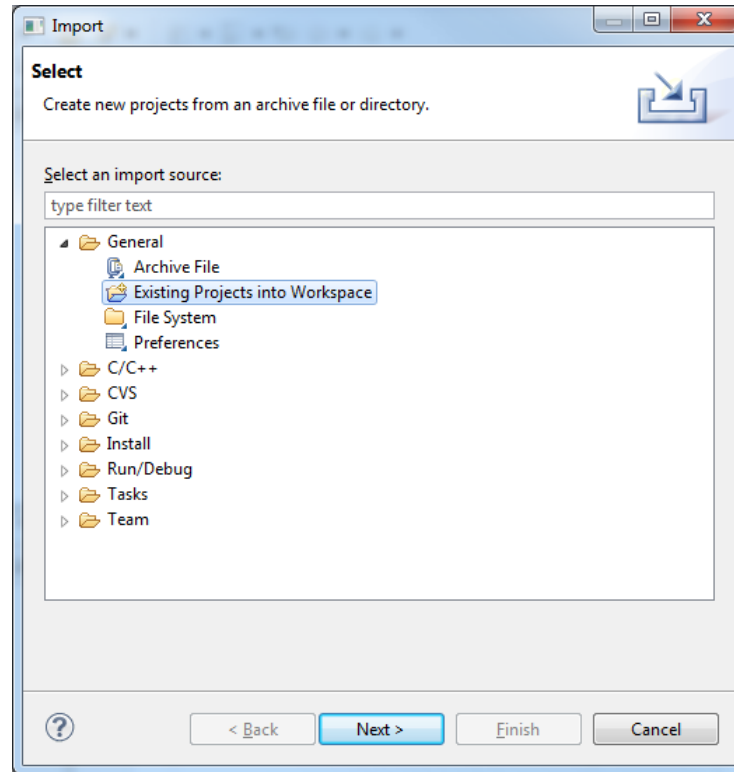 Import
Select
Create new projects from an archive file or directory.
Select an import source:
type filter text
General
Archive File
Existing Projects into Workspace
File System
Preferences
C/C++
CVS
Git
Install
Run/Debug
Tasks
Team
?
< Back Next > Finish Cancel